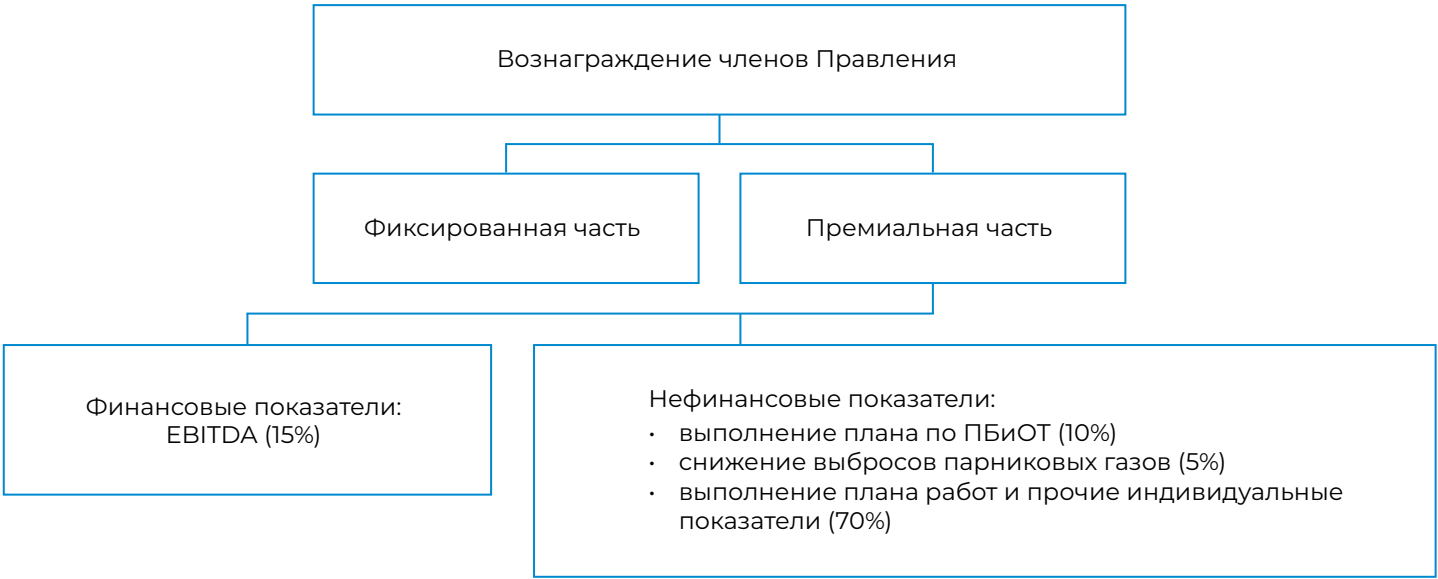 Вознаграждение членов Правления
Фиксированная часть
Премиальная часть
Финансовые показатели:
EBITDA (15%)
Нефинансовые показатели:
• выполнение плана по ПБиОТ (10%)
• снижение выбросов парниковых газов (5%)
• выполнение плана работ и прочие индивидуальные
показатели (70%)